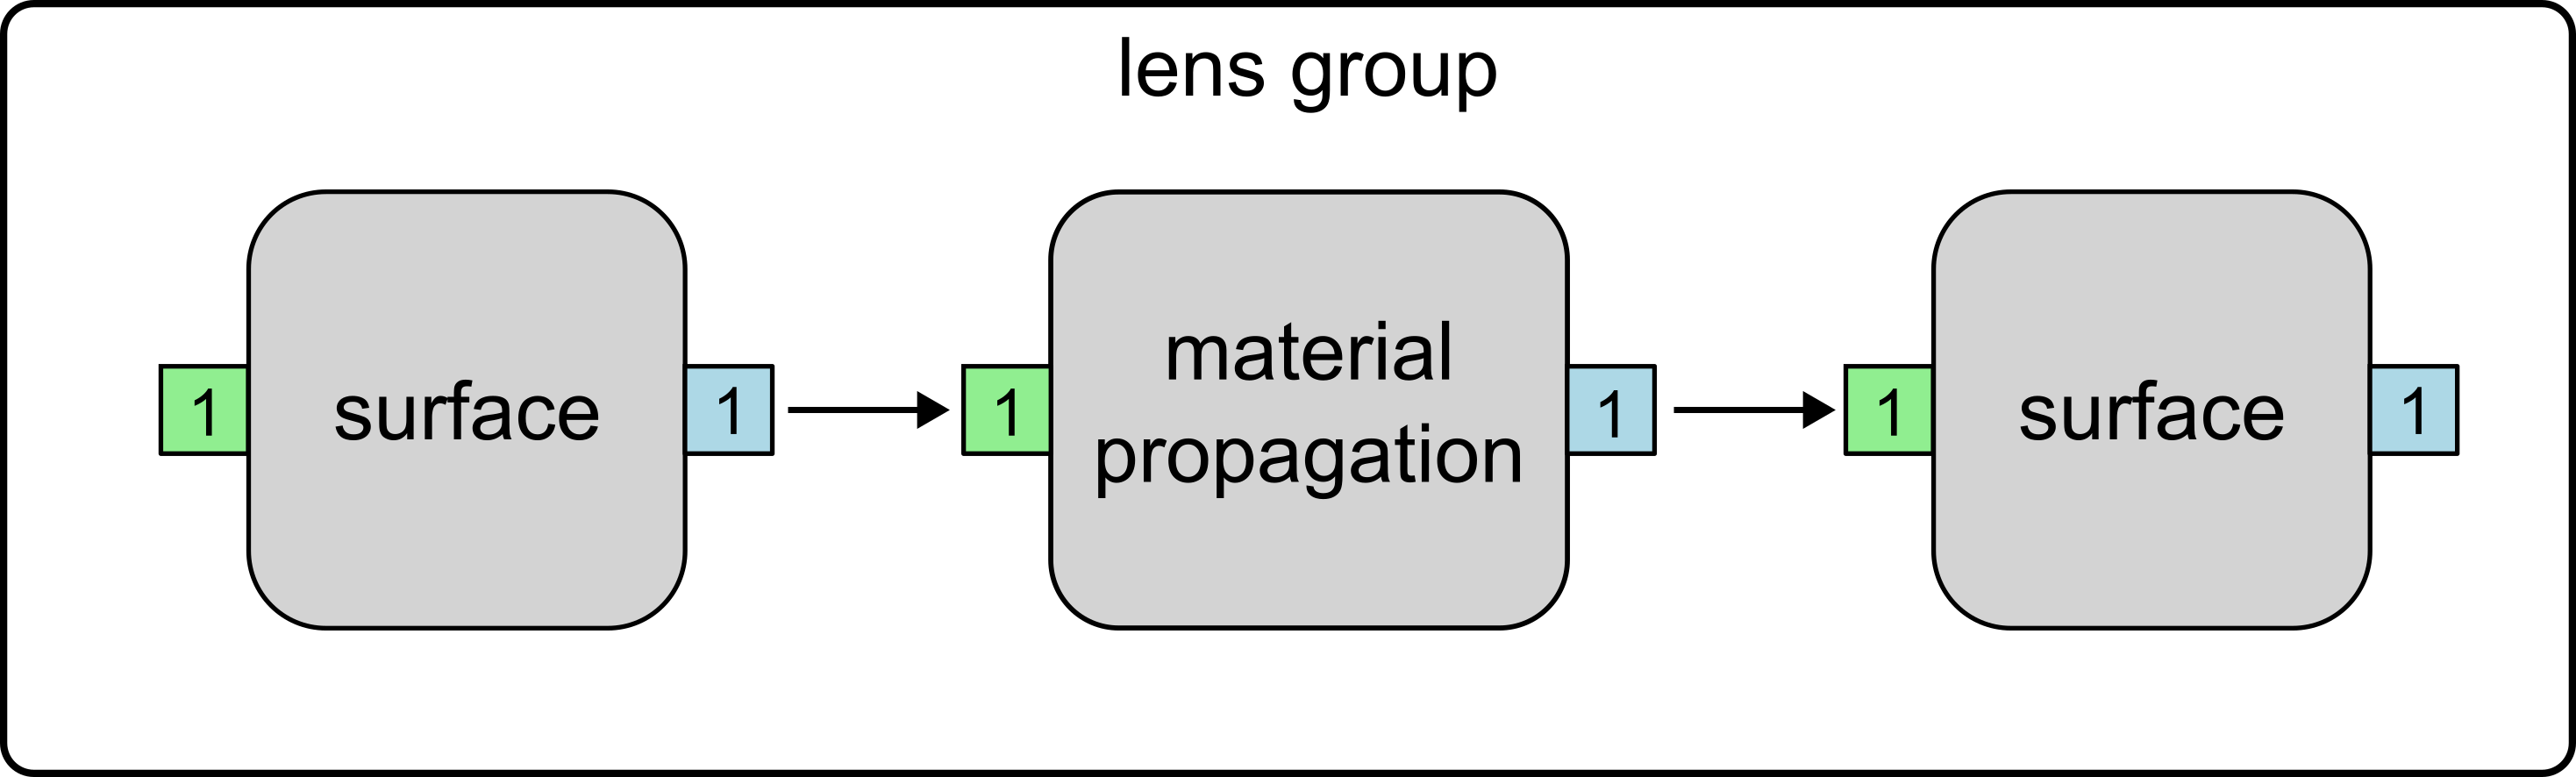 lens group
1 surface 1
1 material propagation 1
1 surface 1